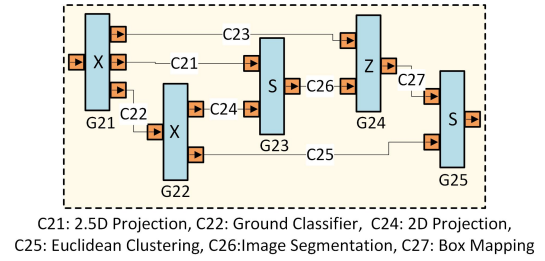 C23
X
C21
Z
C27
S
C26
C22
G21
C24
X
G23
G24
S
C25
G22
G25
C21: 2.5D Projection, C22: Ground Classifier, C24: 2D Projection,
C25: Euclidean Clustering, C26:Image Segmentation, C27: Box Mapping